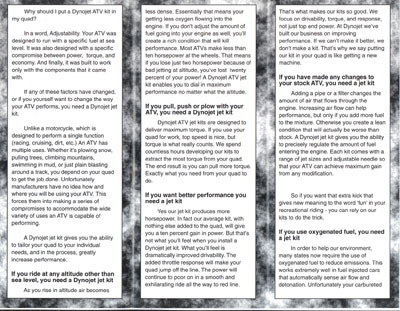 Why should I put a Dynojet ATV kit in
my quad?
In a word, Adjustability. Your ATV was
designed to run with a specific fuel at sea
level. It was also designed with a specific
compromise between power, torque, and
economy. And finally, it was built to work
only with the components that it came
with.
If any of these factors have changed,
or if you yourself want to change the way
your ATV performs, you need a Dynojet jet
kit.
Unlike a motorcycle, which is
designed to perform a single function
(racing, cruising, dirt, etc.) An ATV has
multiple uses. Whether it's plowing snow,
pulling trees, climbing mountains,
swimming in mud, or just plain blasting
around a track, you depend on your quad
to get the job done. Unfortunately
manufacturers have no idea how and
where you will be using your ATV. This
forces them into making a series of
compromises to accommodate the wide
variety of uses an ATV is capable of
performing.
A Dynojet jet kit gives you the ability
to tailor your quad to your individual
needs, and in the process, greatly
increase performance.
If you ride at any altitude other than
sea level, you need a Dynojet jet kit
As you rise in altitude air becomes
less dense. Essentially that means your
getting less oxygen flowing into the
engine. If you don't adjust the amount of
fuel going into your engine as well, you'll
create a rich condition that will kill
performance. Most ATVs make less than
ten horsepower at the wheels. That means
if you lose just two horsepower because of
bad jetting at altitude, you've lost twenty
percent of your power! A Dynojet ATV jet
kit enables you to dial in maximum
performance no matter what the altitude.
If you pull, push or plow with your
ATV, you need a Dynojet jet kit
Dynojet ATV jet kits are designed to
deliver maximum torque. If you use your
quad for work, top speed is nice, but
torque is what really counts. We spend
countless hours developing our kits to
extract the most torque from your quad.
The end result is you can pull more torque.
Exactly what you need from your quad to
do.
If you want better performance you
need a jet kit
Yes our jet kit produces more
horsepower. In fact our average kit, with
nothing else added to the quad, will give
you a ten percent gain in power. But that's
not what you'll feel when you install a
Dynojet jet kit. What you'll feel is
dramatically improved drivability. The
added throttle response will make your
quad jump off the line. The power will
continue to pour on in a smooth and
exhilarating ride all the way to red line.
That's what makes our kits so good. We
focus on drivability, torque, and response,
not just top end power. At Dynojet we've
built our business on improving
performance. If we can't make it better, we
don't make a kit. That's why we say putting
our kit in your quad is like getting a new
machine.
If you have made any changes to
your stock ATV, you need a jet kit
Adding a pipe or a filter changes the
amount of air that flows through the
engine. Increasing air flow can help
performance, but only if you add more fuel
to the mixture. Otherwise you create a lean
condition that will actually be worse than
stock. A Dynojet jet kit gives you the ability
to precisely regulate the amount of fuel
entering the engine. Each kit comes with a
range of jet sizes and adjustable needle so
that your ATV can achieve maximum gain
from any modification.
So if you want that extra kick that
gives new meaning to the word 'fun' in your
recreational riding - you can rely on our
kits to do the trick.
If you use oxygenated fuel, you need
a jet kit
In order to help our environment,
many states now require the use of
oxygenated fuel to reduce emissions. This
works extremely well in fuel injected cars
that automatically sense air flow and
detonation. Unfortunately your carbureted